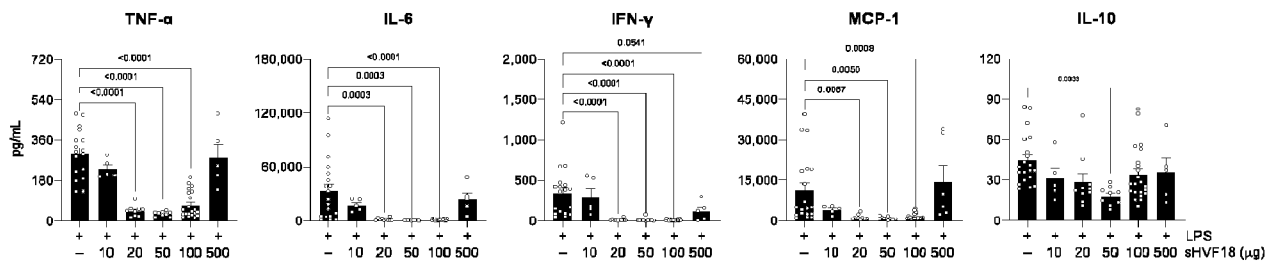 TNF-α IL-6 IFN-γ MCP-1 IL-10
pg/mL
720 540 360 180 0
<0.0001
<0.0001
<0.0001
180,000 120,000 60,000 0
<0.0001
0.0003
0.0003
2,000 1,500 1,000 500 0
0.0541
<0.0001
<0.0001
<0.0001
60,000 45,000 30,000 15,000 0
0.0008
0.0050
0.0067
120 90 60 30 0
+ + + + + + + + + + + + + + + + + + + + + + + + + + + + + + LPS
– 10 20 50 100 500 – 10 20 50 100 500 – 10 20 50 100 500 – 10 20 50 100 500 – 10 20 50 100 500 sHVF18 (μg)